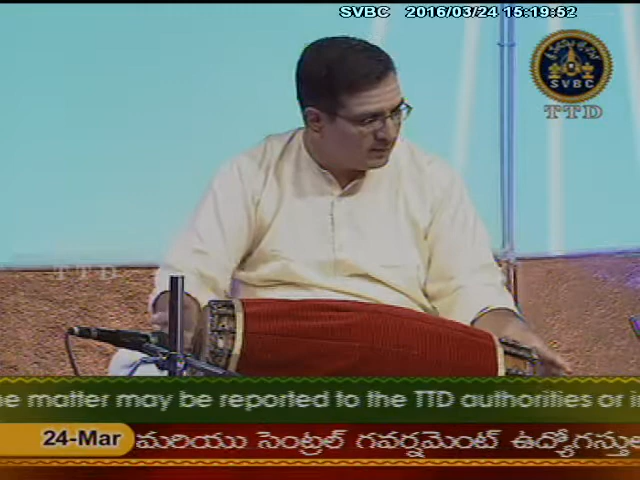 SVBC 2016/03/24 15:19:52
SVBC
TTD
TTD
matter may be reported to the TTD authorities or
24-Mar మరియు సెంట్రల్ గవర్నమెంట్ ఉద్యోగస్తుల